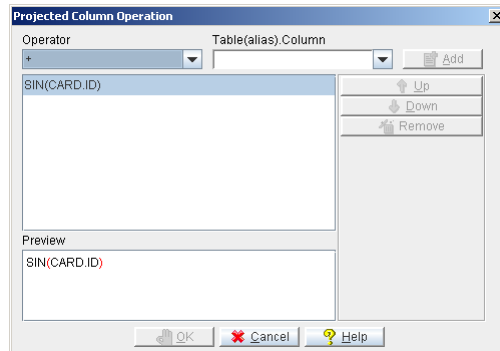 Projected Column Operation
Operator Table(alias).Column
+ Add
SIN(CARD.ID)
Up
Down
Remove
Preview
SIN(CARD.ID)
OK Cancel Help